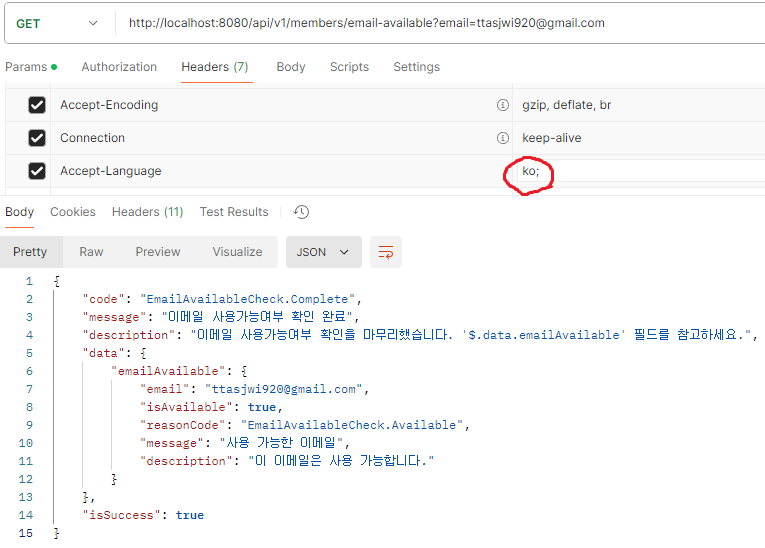 GET http://localhost:8080/api/v1/members/email-available?email=ttasjwi920@gmail.com
Params Authorization Headers (7) Body Scripts Settings
Accept-Encoding gzip, deflate, br
Connection keep-alive
Accept-Language ko;
Body Cookies Headers (11) Test Results
Pretty Raw Preview Visualize JSON
1 {
2 "code": "EmailAvailableCheck.Complete",
3 "message": "이메일 사용가능여부 확인 완료",
4 "description": "이메일 사용가능여부 확인을 마무리했습니다. '$.data.emailAvailable' 필드를 참고하세요.",
5 "data": {
6 "emailAvailable": {
7 "email": "ttasjwi920@gmail.com",
8 "isAvailable": true,
9 "reasonCode": "EmailAvailableCheck.Available",
10 "message": "사용 가능한 이메일",
11 "description": "이 이메일은 사용 가능합니다."
12 }
13 },
14 "isSuccess": true
15 }